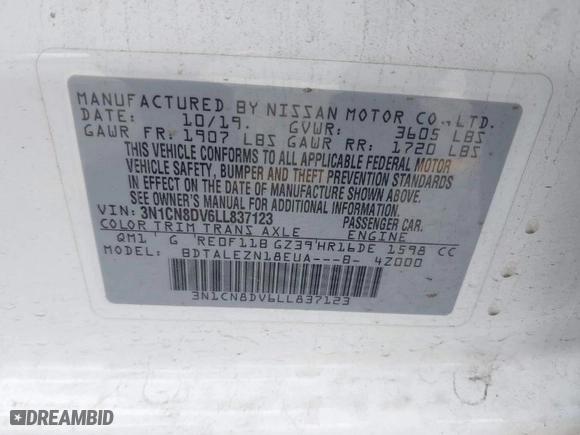 MANUFACTURED BY NISSAN MOTOR CO., LTD.
DATE: 10/19. GVWR: 3605 LBS
GAWR FR: 1907 LBS GAWR RR: 1720 LBS
THIS VEHICLE CONFORMS TO ALL APPLICABLE FEDERAL MOTOR
VEHICLE SAFETY, BUMPER AND THEFT PREVENTION STANDARDS
IN EFFECT ON THE DATE OF MANUFACTURE SHOWN ABOVE.
SEE OWNER'S MANUAL FOR ADDITIONAL INFORMATION
VIN: 3N1CN8DV6LL837123 PASSENGER CAR.
COLOR TRIM TRANS AXLE ENGINE
QM1 G RE0F11B GZ39 HR16DE 1598 CC
MODEL: BDTALEZN18EUA---B- 4Z000
3N1CN8DV6LL837123
DREAMBID